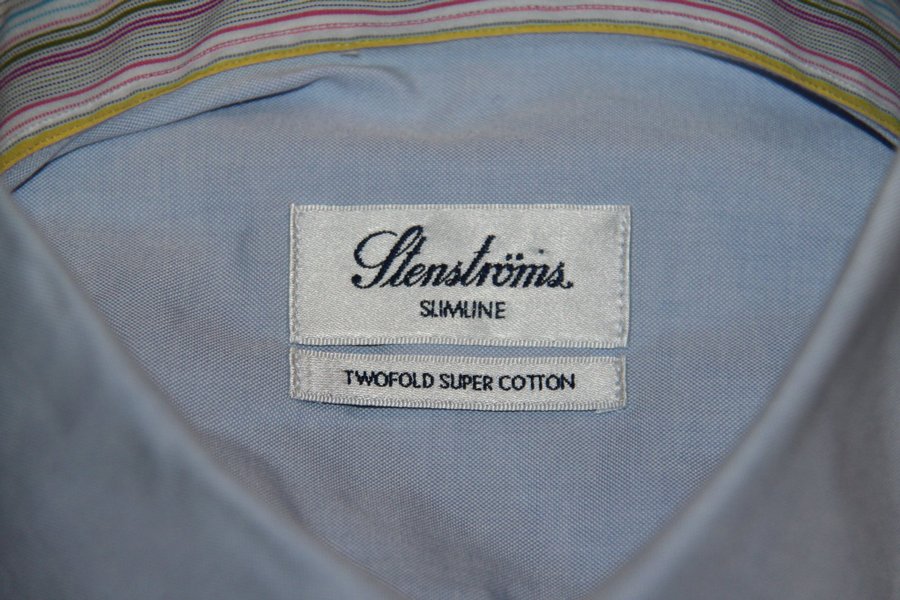 Stenströms
SLIMLINE
TWOFOLD SUPER COTTON